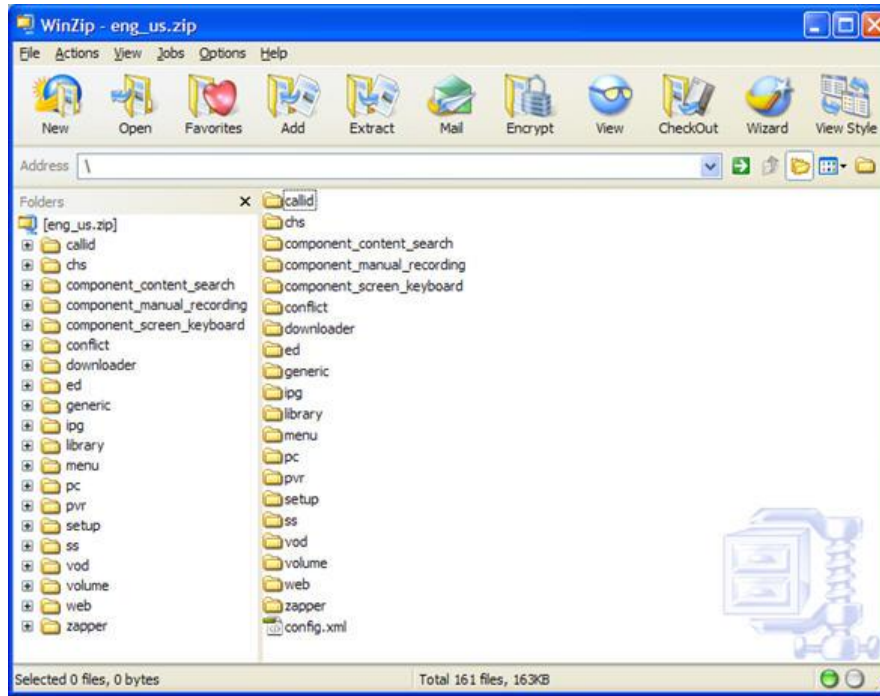 WinZip - eng_us.zip
File Actions View Jobs Options Help
New Open Favorites Add Extract Mail Encrypt View CheckOut Wizard View Style
Address \
Folders
[eng_us.zip]
callid
chs
component_content_search
component_manual_recording
component_screen_keyboard
conflict
downloader
ed
generic
ipg
library
menu
pc
pvr
setup
ss
vod
volume
web
zapper
callid
chs
component_content_search
component_manual_recording
component_screen_keyboard
conflict
downloader
ed
generic
ipg
library
menu
pc
pvr
setup
ss
vod
volume
web
zapper
config.xml
Selected 0 files, 0 bytes
Total 161 files, 163KB